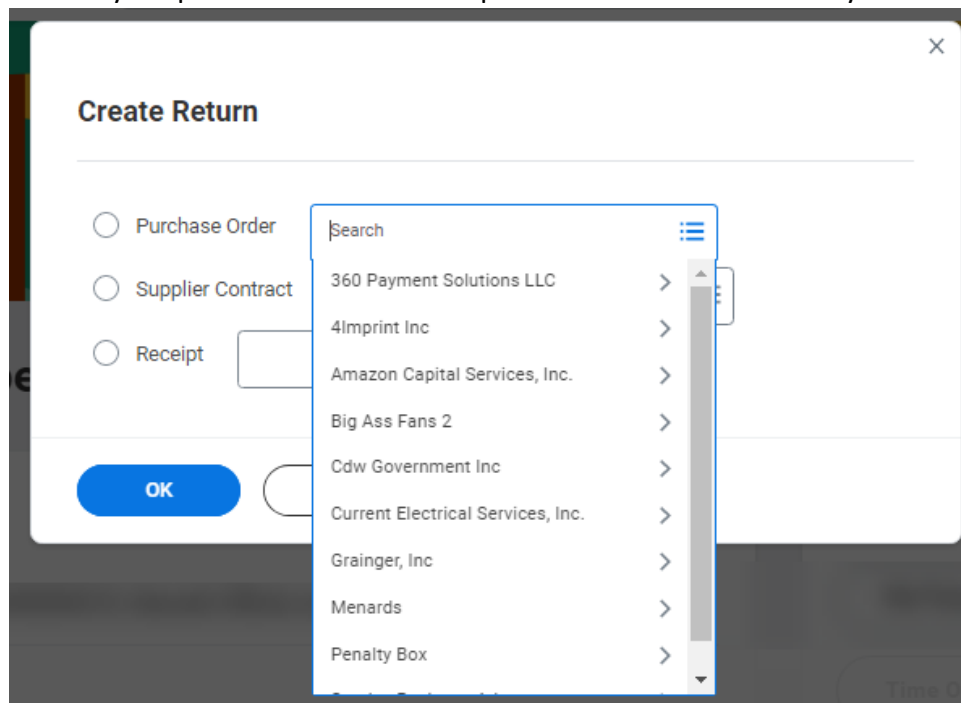 Create Return
Purchase Order
Search
Supplier Contract
Receipt
360 Payment Solutions LLC
4Imprint Inc
Amazon Capital Services, Inc.
Big Ass Fans 2
Cdw Government Inc
Current Electrical Services, Inc.
Grainger, Inc
Menards
Penalty Box
OK
Time O